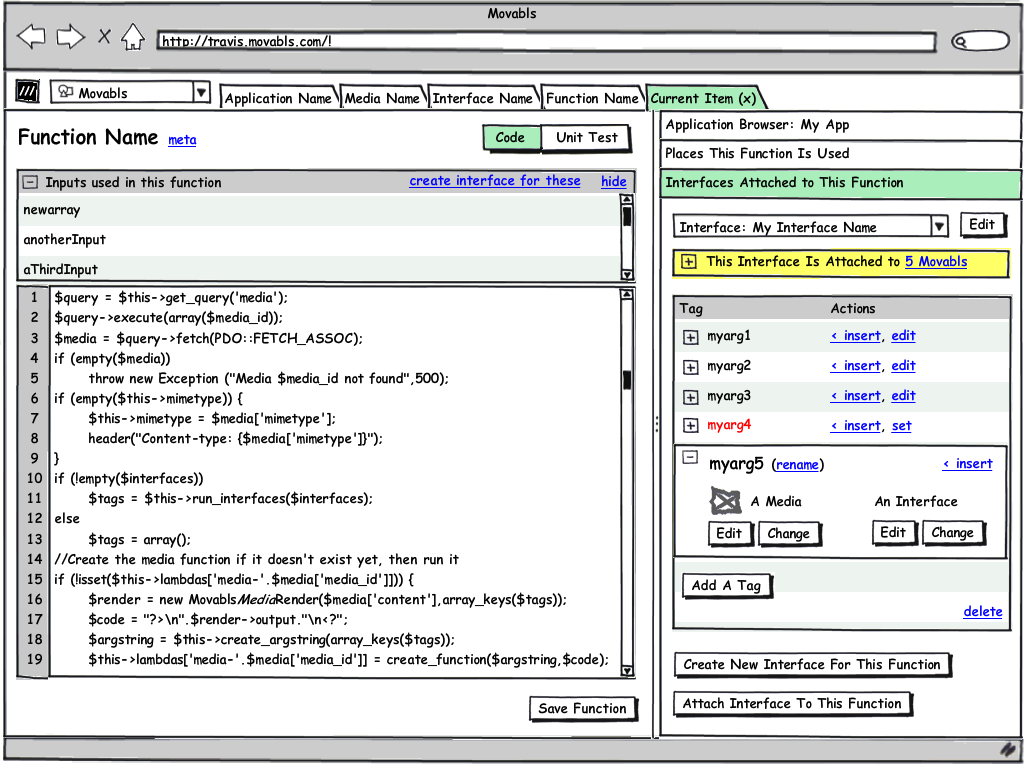 Movabls
http://travis.movabls.com/!
Movabls
Application Name
Media Name
Interface Name
Function Name
Current Item (x)
Function Name meta
Code
Unit Test
Inputs used in this function
create interface for these
hide
newarray
anotherInput
aThirdInput
1 $query = $this->get_query('media');
2 $query->execute(array($media_id));
3 $media = $query->fetch(PDO::FETCH_ASSOC);
4 if (empty($media))
5 throw new Exception ("Media $media_id not found",500);
6 if (empty($this->mimetype)) {
7 $this->mimetype = $media['mimetype'];
8 header("Content-type: {$media['mimetype']}");
9 }
10 if (!empty($interfaces))
11 $tags = $this->run_interfaces($interfaces);
12 else
13 $tags = array();
14 //Create the media function if it doesn't exist yet, then run it
15 if (!isset($this->lambdas['media-'.$media['media_id']])) {
16 $render = new MovablsMediaRender($media['content'],array_keys($tags));
17 $code = "?>\n".$render->output."\n<?";
18 $argstring = $this->create_argstring(array_keys($tags));
19 $this->lambdas['media-'.$media['media_id']] = create_function($argstring,$code);
Save Function
Application Browser: My App
Places This Function Is Used
Interfaces Attached to This Function
Interface: My Interface Name
Edit
This Interface Is Attached to 5 Movabls
Tag Actions
myarg1 < insert, edit
myarg2 < insert, edit
myarg3 < insert, edit
myarg4 < insert, set
myarg5 (rename) < insert
A Media An Interface
Edit Change Edit Change
Add A Tag
delete
Create New Interface For This Function
Attach Interface To This Function